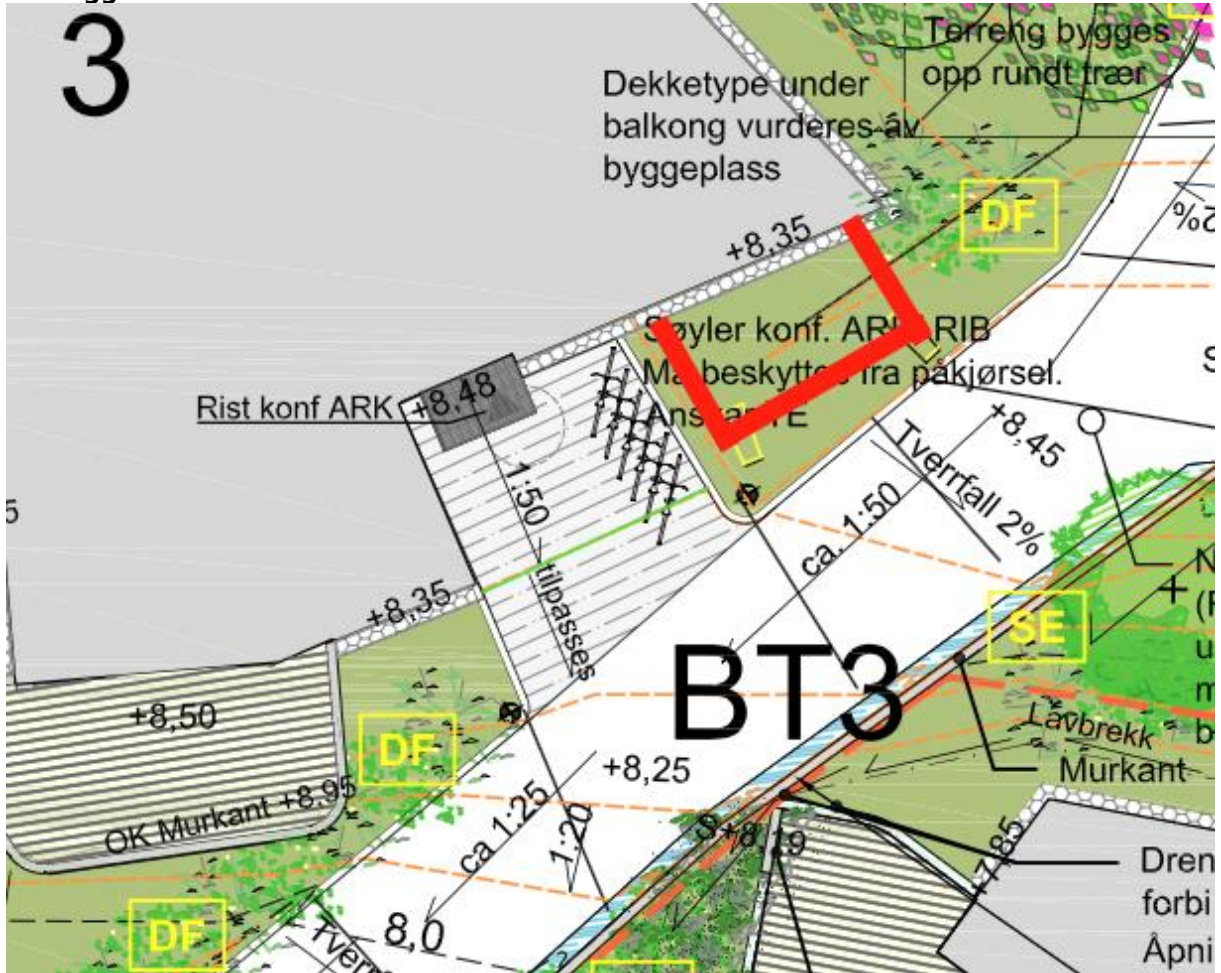 3
Terreng bygges
opp rundt trær
Dekketype under
balkong vurderes av
byggeplass
DF
2%
+8,35
Søyler konf. RIB
beskyttes fra påkjørsel.
+8,48
Rist konf ARK
1:50
tilpasses
+8,45
Tverrfall 2%
ca. 1:50
SE
+8,35
BT3
+8,50
DF
Lavbrekk
Murkant
+8,25
OK Murkant +8,95
ca 1:25
1:20
+7,85
Dren
forbi
Åpni
DF
8,0